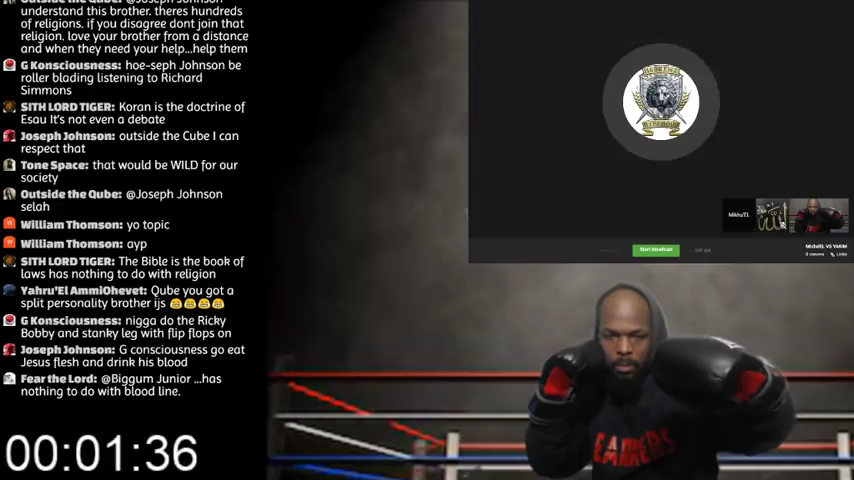 Outside the Qube: @Joseph Johnson
understand this brother. theres hundreds
of religions. if you disagree dont join that
religion. love your brother from a distance
and when they need your help...help them
G Konsciousness: hoe-seph Johnson be
roller blading listening to Richard
Simmons
SITH LORD TIGER: Koran is the doctrine of
Esau It's not even a debate
Joseph Johnson: outside the Cube I can
respect that
Tone Space: that would be WILD for our
society
Outside the Qube: @Joseph Johnson
selah
William Thomson: yo topic
William Thomson: ayp
SITH LORD TIGER: The Bible is the book of
laws has nothing to do with religion
Yahru'El AmmiOhevet: Qube you got a
split personality brother ijs 😂😂😂😂
G Konsciousness: nigga do the Ricky
Bobby and stanky leg with flip flops on
Joseph Johnson: G consciousness go eat
Jesus flesh and drink his blood
Fear the Lord: @Biggum Junior ...has
nothing to do with blood line.
00:01:36
Start broadcast